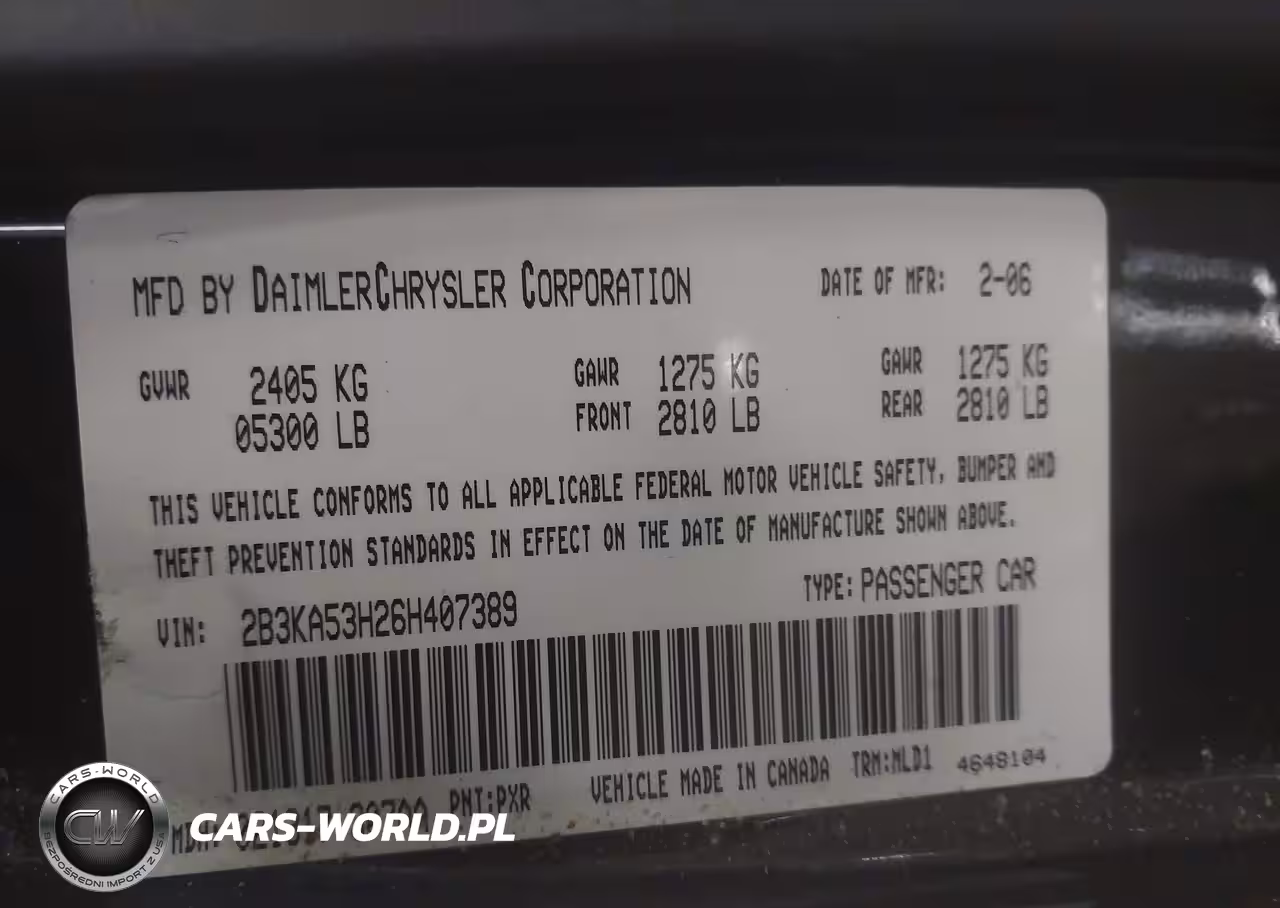 MFD BY DAIMLERCHRYSLER CORPORATION DATE OF MFR: 2-06
GVWR 2405 KG GAWR 1275 KG GAWR 1275 KG
05300 LB FRONT 2810 LB REAR 2810 LB
THIS VEHICLE CONFORMS TO ALL APPLICABLE FEDERAL MOTOR VEHICLE SAFETY, BUMPER AND
THEFT PREVENTION STANDARDS IN EFFECT ON THE DATE OF MANUFACTURE SHOWN ABOVE.
VIN: 2B3KA53H26H407389 TYPE: PASSENGER CAR
PNT:PXR VEHICLE MADE IN CANADA TRM:MLD1 4648104
CARS-WORLD
CW
BEZPOŚREDNI IMPORT Z USA
CARS-WORLD.PL